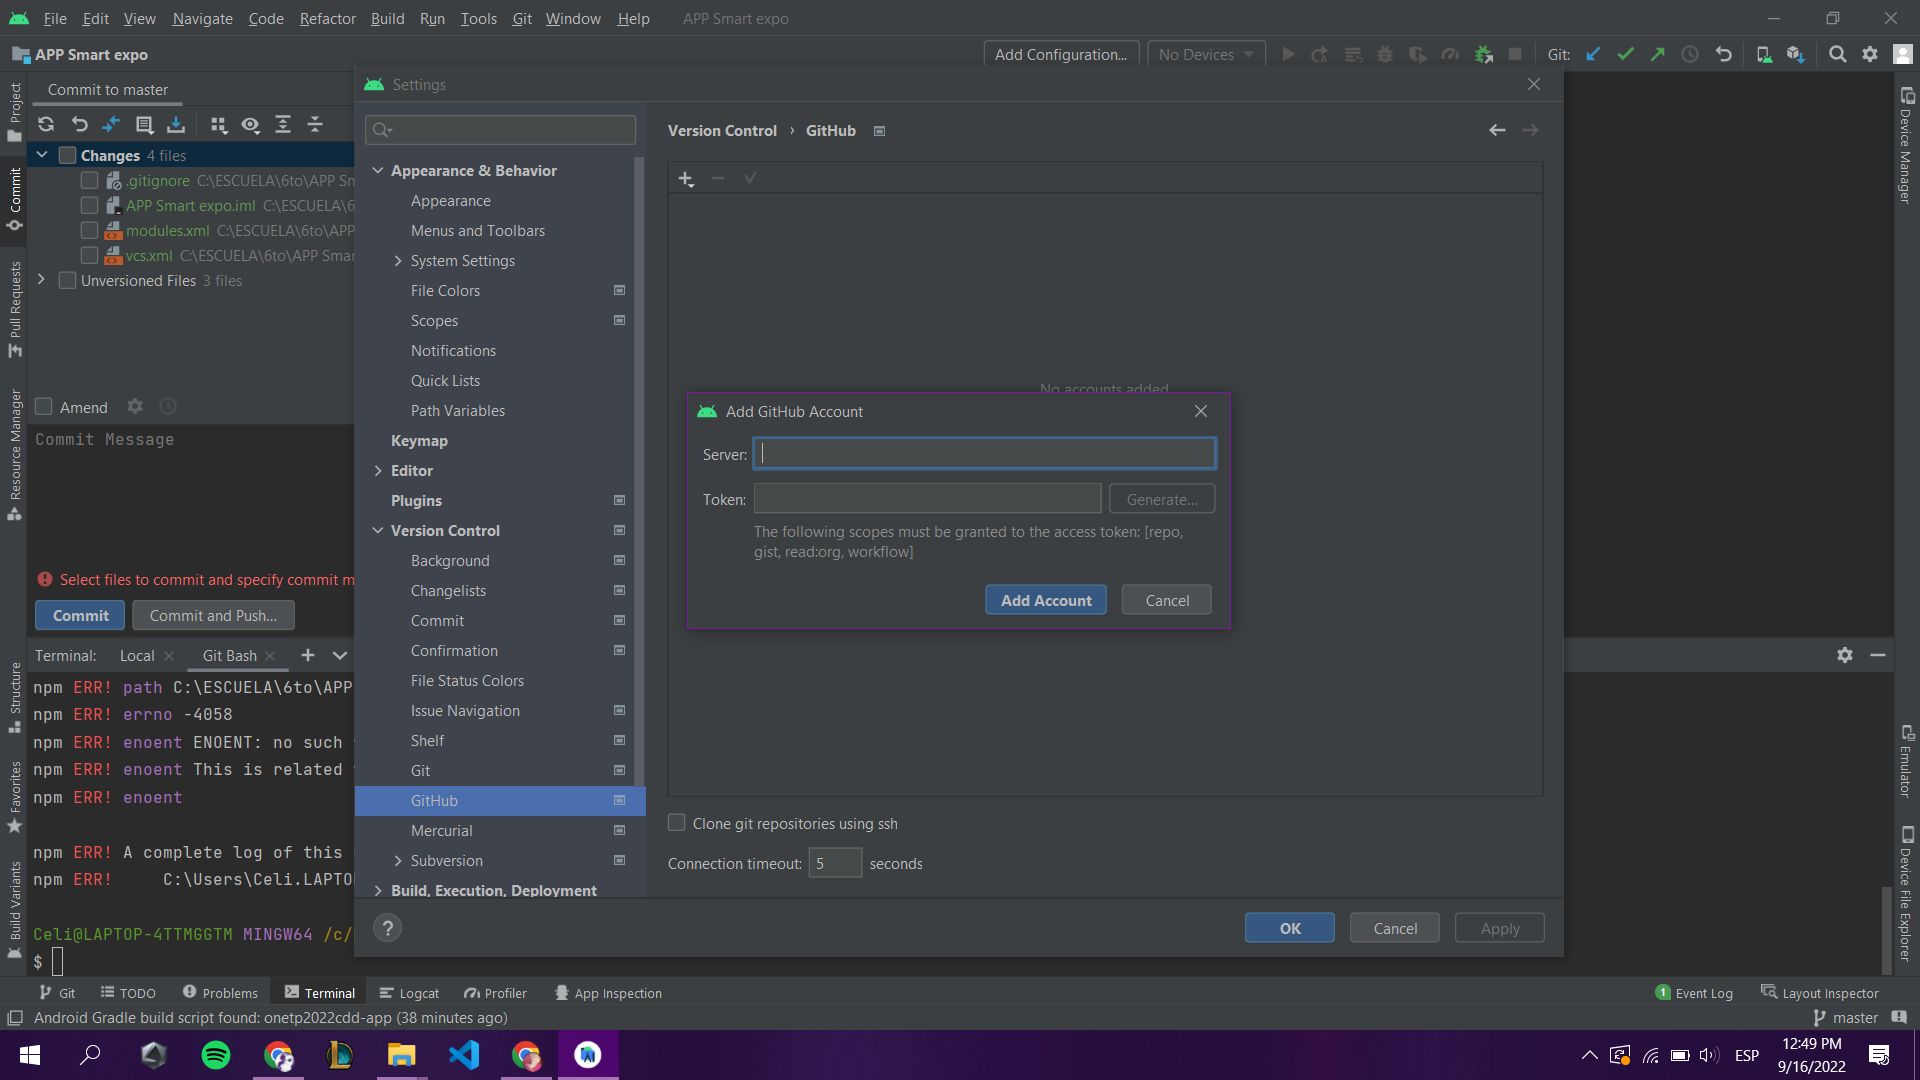 File Edit View Navigate Code Refactor Build Run Tools Git Window Help APP Smart expo
APP Smart expo
Add Configuration... No Devices Git:
Commit to master
Changes 4 files
.gitignore C:\ESCUELA\6to\APP Sm
APP Smart expo.iml C:\ESCUELA\6
modules.xml C:\ESCUELA\6to\APP
vcs.xml C:\ESCUELA\6to\APP Smar
Unversioned Files 3 files
Amend
Commit Message
Select files to commit and specify commit m
Commit
Commit and Push...
Project
Commit
Pull Requests
Resource Manager
Structure
Favorites
Build Variants
Settings
Appearance & Behavior
Appearance
Menus and Toolbars
System Settings
File Colors
Scopes
Notifications
Quick Lists
Path Variables
Keymap
Editor
Plugins
Version Control
Background
Changelists
Commit
Confirmation
File Status Colors
Issue Navigation
Shelf
Git
GitHub
Mercurial
Subversion
Build, Execution, Deployment
Version Control › GitHub
No accounts added
Add GitHub Account
Server:
Token:
Generate...
The following scopes must be granted to the access token: [repo,
gist, read:org, workflow]
Add Account
Cancel
Clone git repositories using ssh
Connection timeout: 5 seconds
?
OK
Cancel
Apply
Device Manager
Emulator
Device File Explorer
Terminal: Local Git Bash
npm ERR! path C:\ESCUELA\6to\APP
npm ERR! errno -4058
npm ERR! enoent ENOENT: no such
npm ERR! enoent This is related
npm ERR! enoent
npm ERR! A complete log of this
npm ERR! C:\Users\Celi.LAPTO
Celi@LAPTOP-4TTMGGTM MINGW64 /c/
$
Git TODO Problems Terminal Logcat Profiler App Inspection
1 Event Log Layout Inspector
Android Gradle build script found: onetp2022cdd-app (38 minutes ago)
master
ESP
12:49 PM
9/16/2022